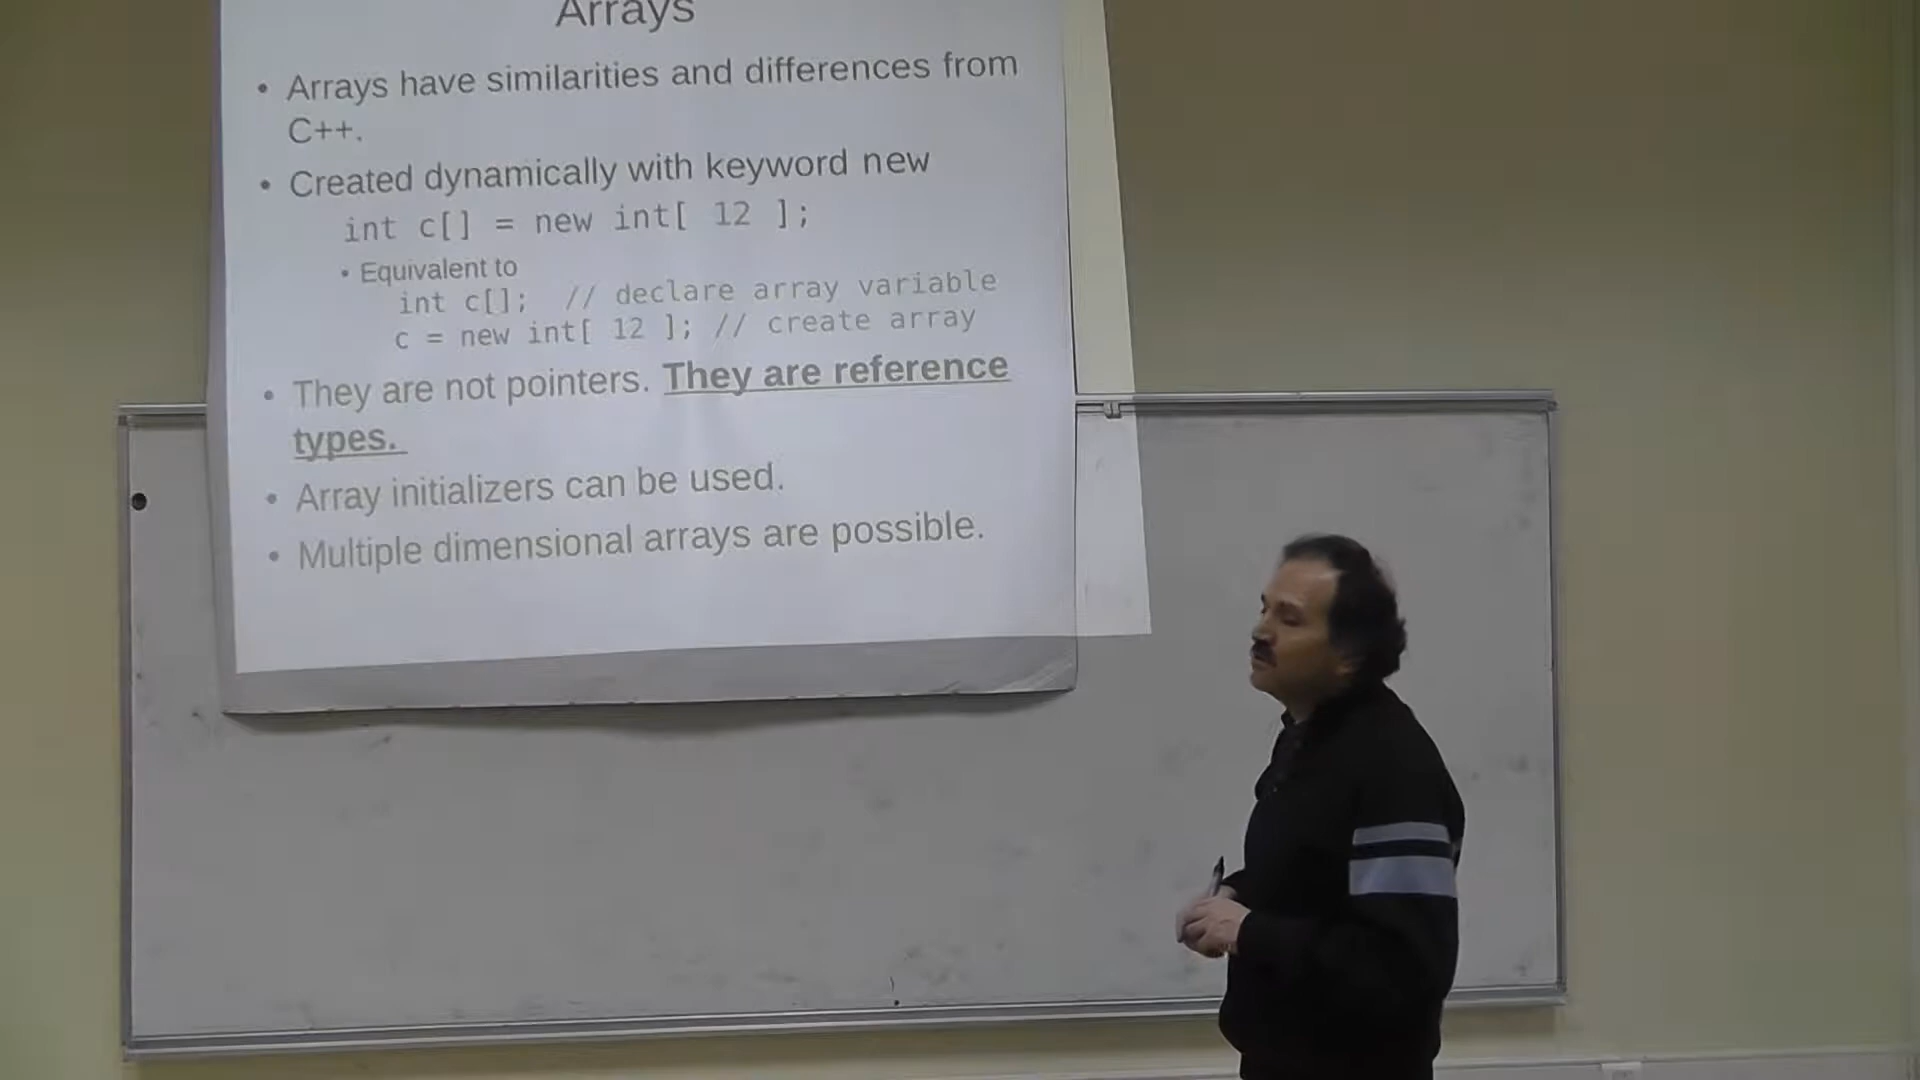 Arrays
• Arrays have similarities and differences from
C++.
• Created dynamically with keyword new
int c[] = new int[ 12 ];
• Equivalent to
int c[];  // declare array variable
c = new int[ 12 ]; // create array
• They are not pointers. They are reference
types.
• Array initializers can be used.
• Multiple dimensional arrays are possible.